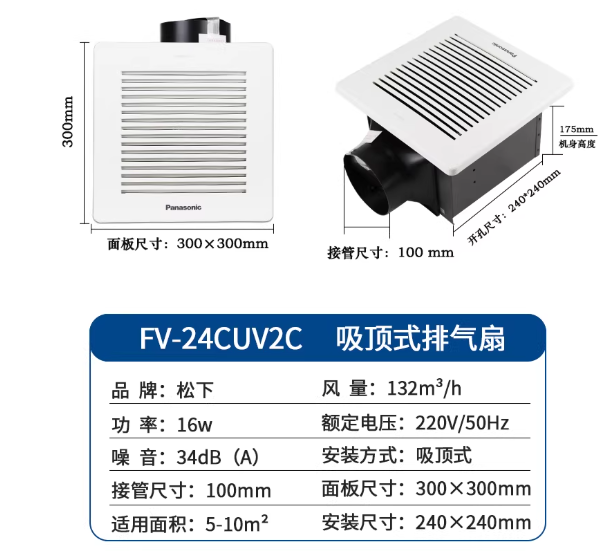 300mm
Panasonic
面板尺寸：300×300mm
Panasonic
175mm
机身高度
开孔尺寸：240*240mm
接管尺寸：100 mm
FV-24CUV2C 吸顶式排气扇
品 牌：松下 风 量：132m³/h
功 率：16w 额定电压：220V/50Hz
噪 音：34dB（A） 安装方式：吸顶式
接管尺寸：100mm 面板尺寸：300×300mm
适用面积：5-10m² 安装尺寸：240×240mm